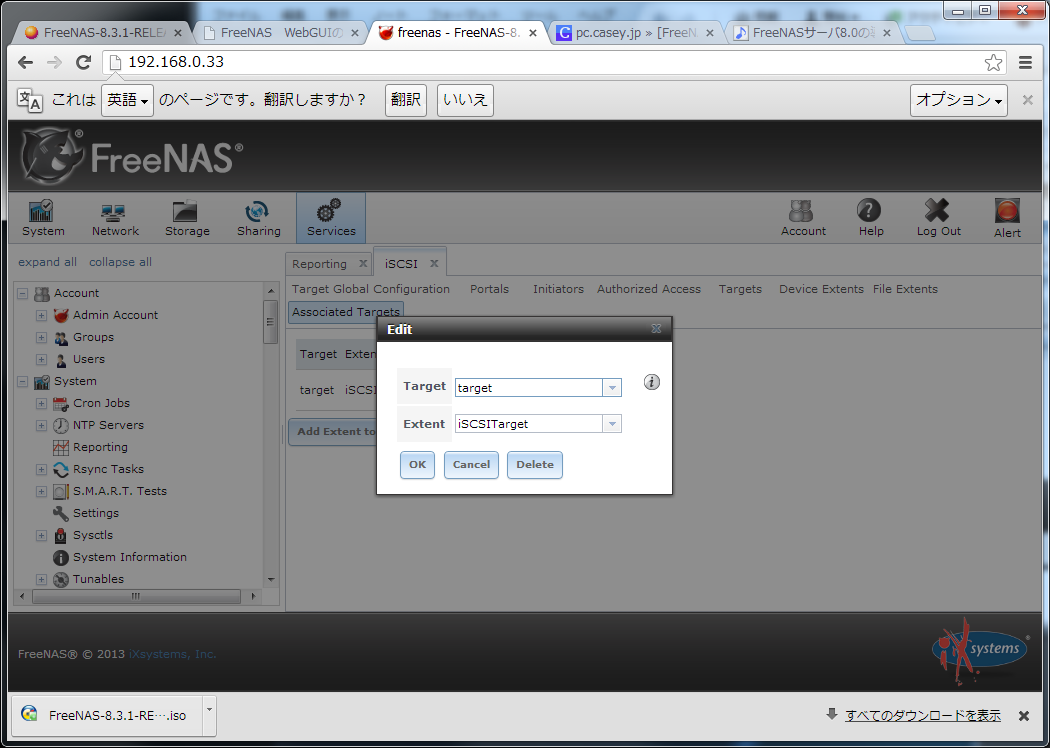 FreeNAS-8.3.1-RELE
FreeNAS WebGUIの
freenas - FreeNAS-8.
pc.casey.jp » [FreeN
FreeNASサーバ8.0の
192.168.0.33
これは 英語 のページです。翻訳しますか？ 翻訳 いいえ オプション
FreeNAS®
System Network Storage Sharing Services Account Help Log Out Alert
expand all collapse all
Reporting iSCSI
Target Global Configuration Portals Initiators Authorized Access Targets Device Extents File Extents
Associated Targets
Account
Admin Account
Groups
Users
System
Cron Jobs
NTP Servers
Reporting
Rsync Tasks
S.M.A.R.T. Tests
Settings
Sysctls
System Information
Tunables
Target Exten
target iSCSI
Add Extent to
Edit
Target target
Extent iSCSITarget
OK Cancel Delete
FreeNAS® © 2013 iXsystems, Inc.
iXsystems®
FreeNAS-8.3.1-RE….iso
すべてのダウンロードを表示